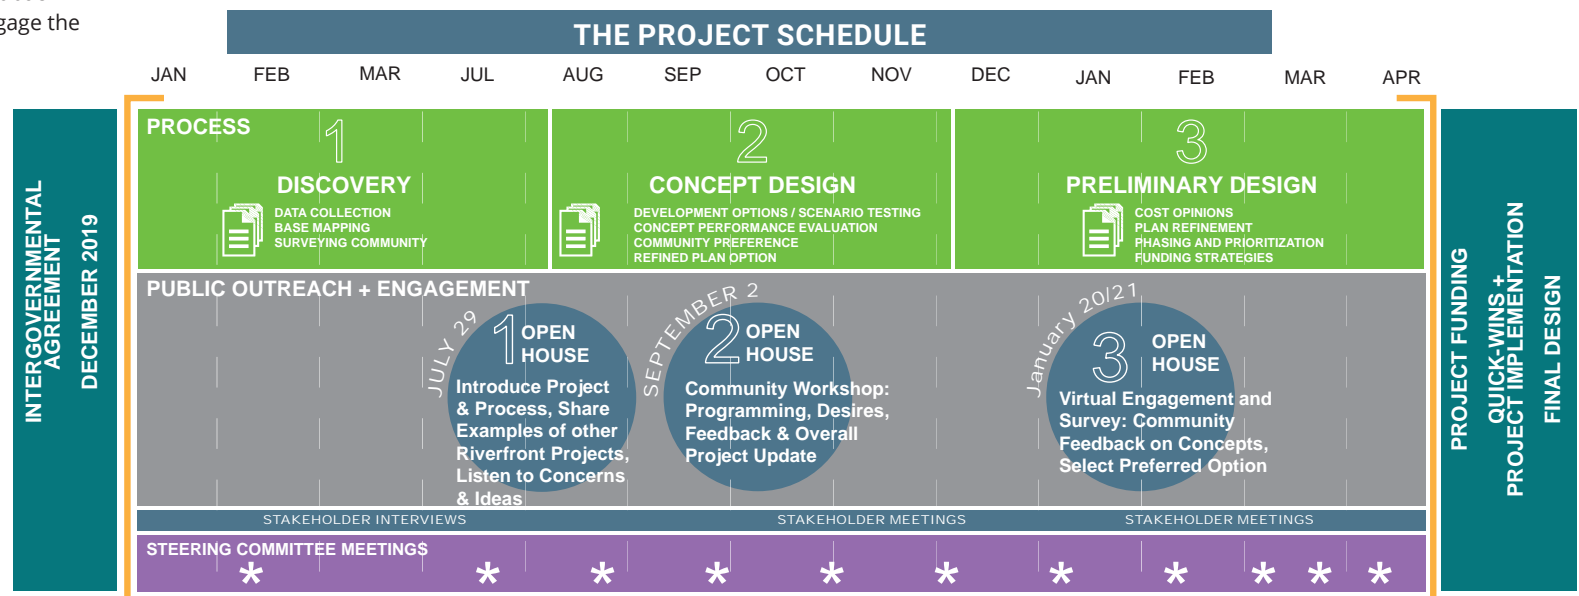 gage the
THE PROJECT SCHEDULE
JAN FEB MAR JUL AUG SEP OCT NOV DEC JAN FEB MAR APR
INTERGOVERNMENTAL
AGREEMENT
DECEMBER 2019
PROCESS
1
DISCOVERY
DATA COLLECTION
BASE MAPPING
SURVEYING COMMUNITY
2
CONCEPT DESIGN
DEVELOPMENT OPTIONS / SCENARIO TESTING
CONCEPT PERFORMANCE EVALUATION
COMMUNITY PREFERENCE
REFINED PLAN OPTION
3
PRELIMINARY DESIGN
COST OPINIONS
PLAN REFINEMENT
PHASING AND PRIORITIZATION
FUNDING STRATEGIES
PUBLIC OUTREACH + ENGAGEMENT
JULY 29
1 OPEN
HOUSE
Introduce Project
& Process, Share
Examples of other
Riverfront Projects,
Listen to Concerns
& Ideas
SEPTEMBER 2
2 OPEN
HOUSE
Community Workshop:
Programming, Desires,
Feedback & Overall
Project Update
January 20/21
3 OPEN
HOUSE
Virtual Engagement and
Survey: Community
Feedback on Concepts,
Select Preferred Option
STAKEHOLDER INTERVIEWS STAKEHOLDER MEETINGS STAKEHOLDER MEETINGS
STEERING COMMITTEE MEETINGS
* * * * * * * * * * *
PROJECT FUNDING
QUICK-WINS +
PROJECT IMPLEMENTATION
FINAL DESIGN